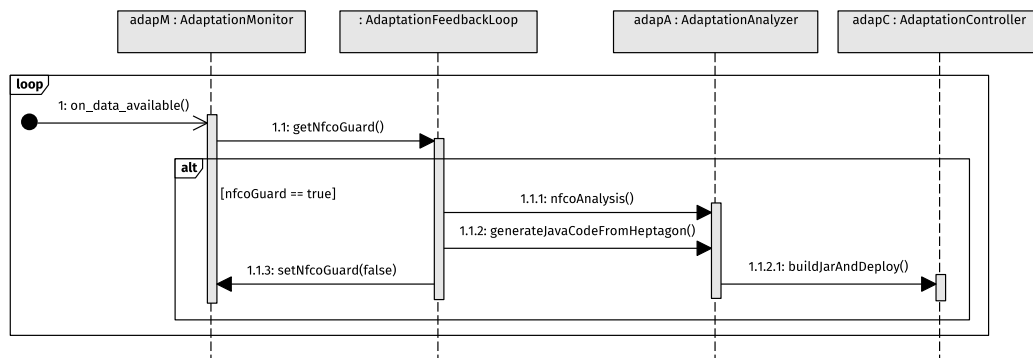 adapM : AdaptationMonitor
: AdaptationFeedbackLoop
adapA : AdaptationAnalyzer
adapC : AdaptationController
loop
1: on_data_available()
1.1: getNfcoGuard()
alt
[nfcoGuard == true]
1.1.1: nfcoAnalysis()
1.1.2: generateJavaCodeFromHeptagon()
1.1.3: setNfcoGuard(false)
1.1.2.1: buildJarAndDeploy()